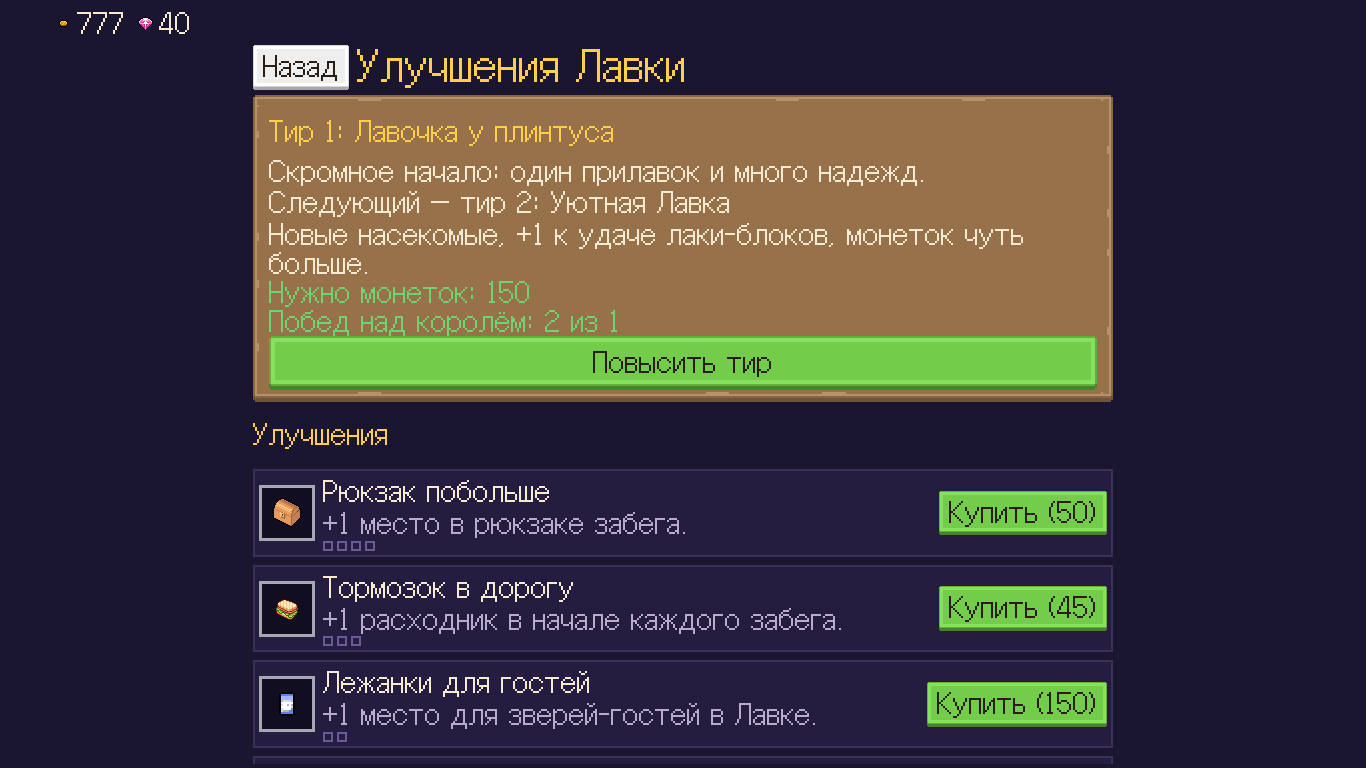 777 40
Назад Улучшения Лавки
Тир 1: Лавочка у плинтуса
Скромное начало: один прилавок и много надежд.
Следующий — тир 2: Уютная Лавка
Новые насекомые, +1 к удаче лаки-блоков, монеток чуть
больше.
Нужно монеток: 150
Побед над королём: 2 из 1
Повысить тир
Улучшения
Рюкзак побольше
+1 место в рюкзаке забега.
Купить (50)
Тормозок в дорогу
+1 расходник в начале каждого забега.
Купить (45)
Лежанки для гостей
+1 место для зверей-гостей в Лавке.
Купить (150)